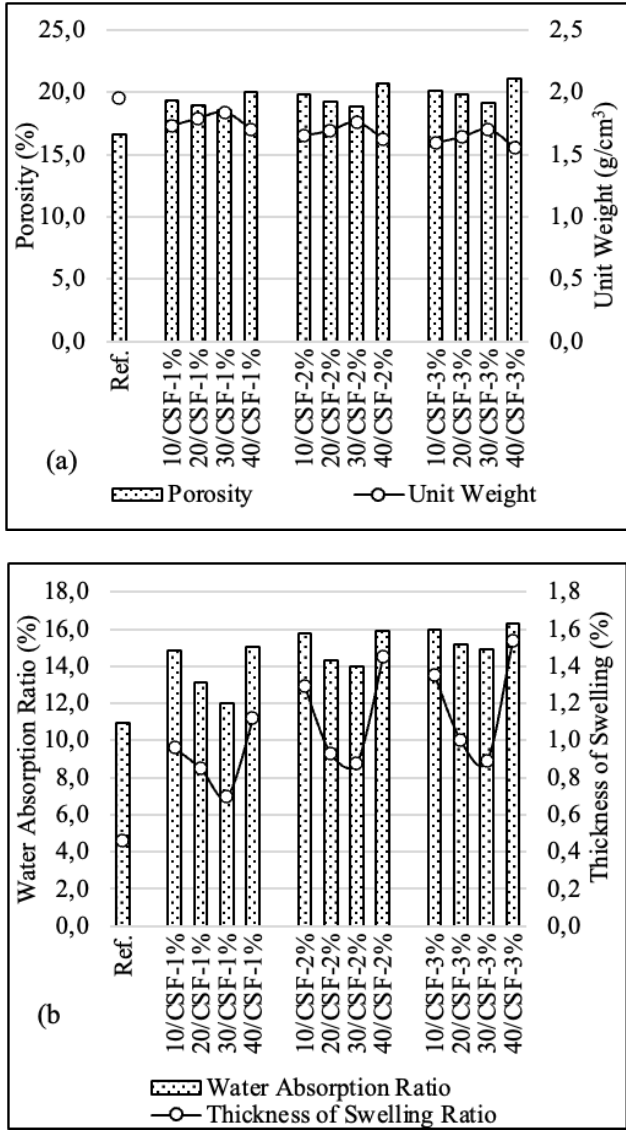 25,0
20,0
15,0
10,0
5,0
0,0
Porosity (%)
2,5
2,0
1,5
1,0
0,5
0,0
Unit Weight (g/cm³)
Ref.
10/CSF-1%
20/CSF-1%
30/CSF-1%
40/CSF-1%
10/CSF-2%
20/CSF-2%
30/CSF-2%
40/CSF-2%
10/CSF-3%
20/CSF-3%
30/CSF-3%
40/CSF-3%
(a)
Porosity
Unit Weight
18,0
16,0
14,0
12,0
10,0
8,0
6,0
4,0
2,0
0,0
Water Absorption Ratio (%)
1,8
1,6
1,4
1,2
1,0
0,8
0,6
0,4
0,2
0,0
Thickness of Swelling (%)
Ref.
10/CSF-1%
20/CSF-1%
30/CSF-1%
40/CSF-1%
10/CSF-2%
20/CSF-2%
30/CSF-2%
40/CSF-2%
10/CSF-3%
20/CSF-3%
30/CSF-3%
40/CSF-3%
(b
Water Absorption Ratio
Thickness of Swelling Ratio